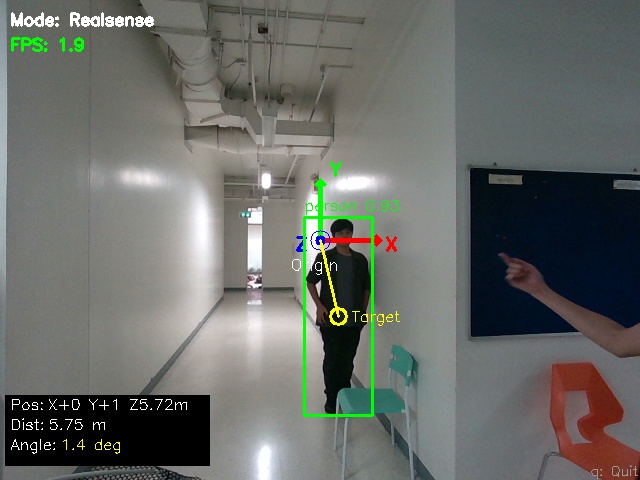 Mode: Realsense
FPS: 1.9
Y
person 0.93
Z
X
Origin
Target
Pos: X+0 Y+1 Z5.72m
Dist: 5.75 m
Angle: 1.4 deg
q: Quit